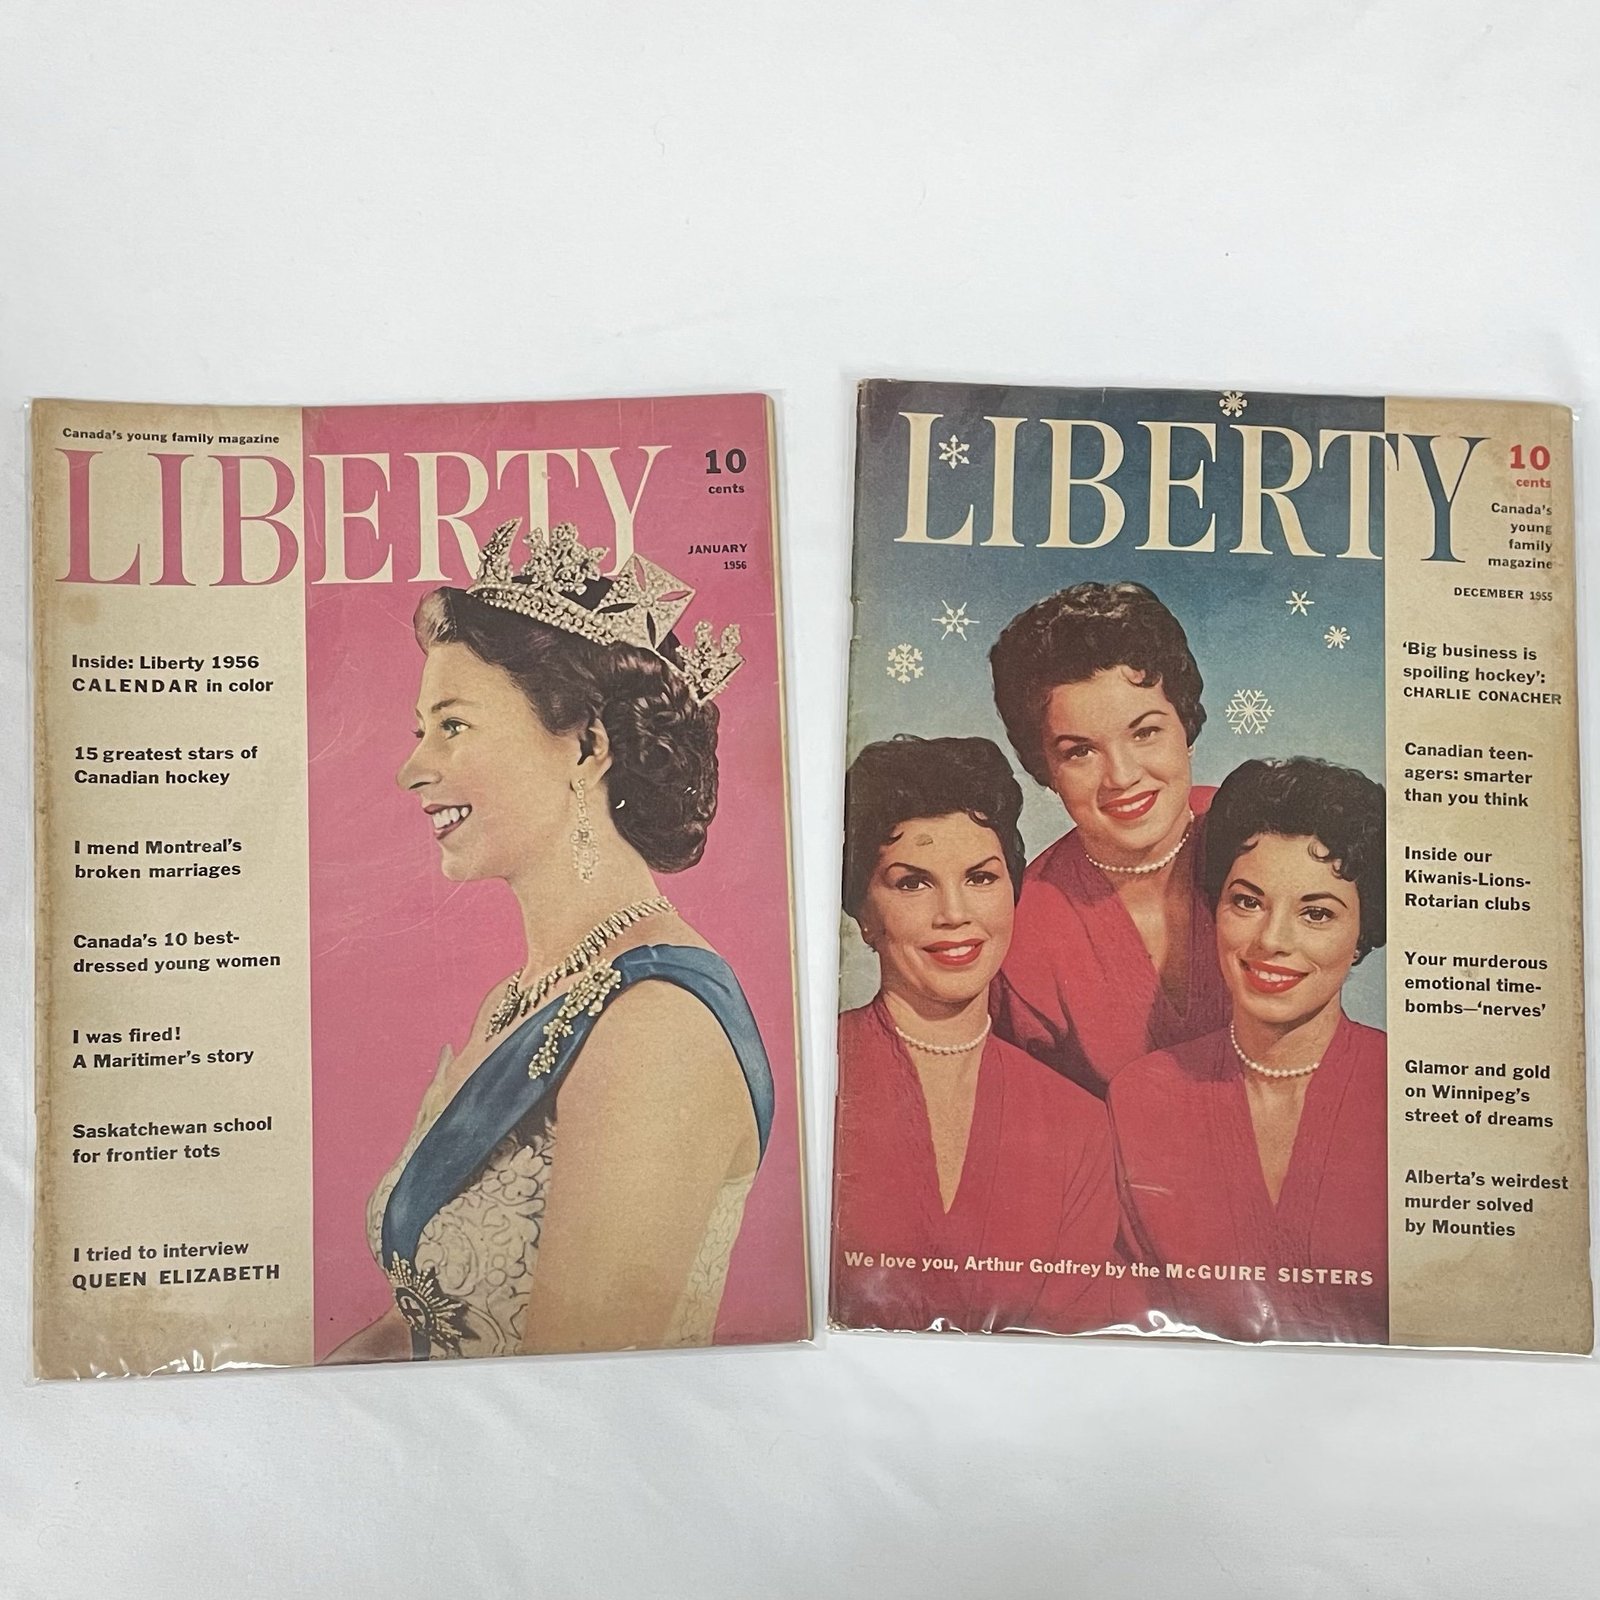 Canada's young family magazine
LIBERTY
10
cents
JANUARY
1956
Inside: Liberty 1956
CALENDAR in color
15 greatest stars of
Canadian hockey
I mend Montreal's
broken marriages
Canada's 10 best-
dressed young women
I was fired!
A Maritimer's story
Saskatchewan school
for frontier tots
I tried to interview
QUEEN ELIZABETH
LIBERTY
10
cents
Canada's
young
family
magazine
DECEMBER 1955
'Big business is
spoiling hockey':
CHARLIE CONACHER
Canadian teen-
agers: smarter
than you think
Inside our
Kiwanis-Lions-
Rotarian clubs
Your murderous
emotional time-
bombs—'nerves'
Glamor and gold
on Winnipeg's
street of dreams
Alberta's weirdest
murder solved
by Mounties
We love you, Arthur Godfrey by the McGUIRE SISTERS